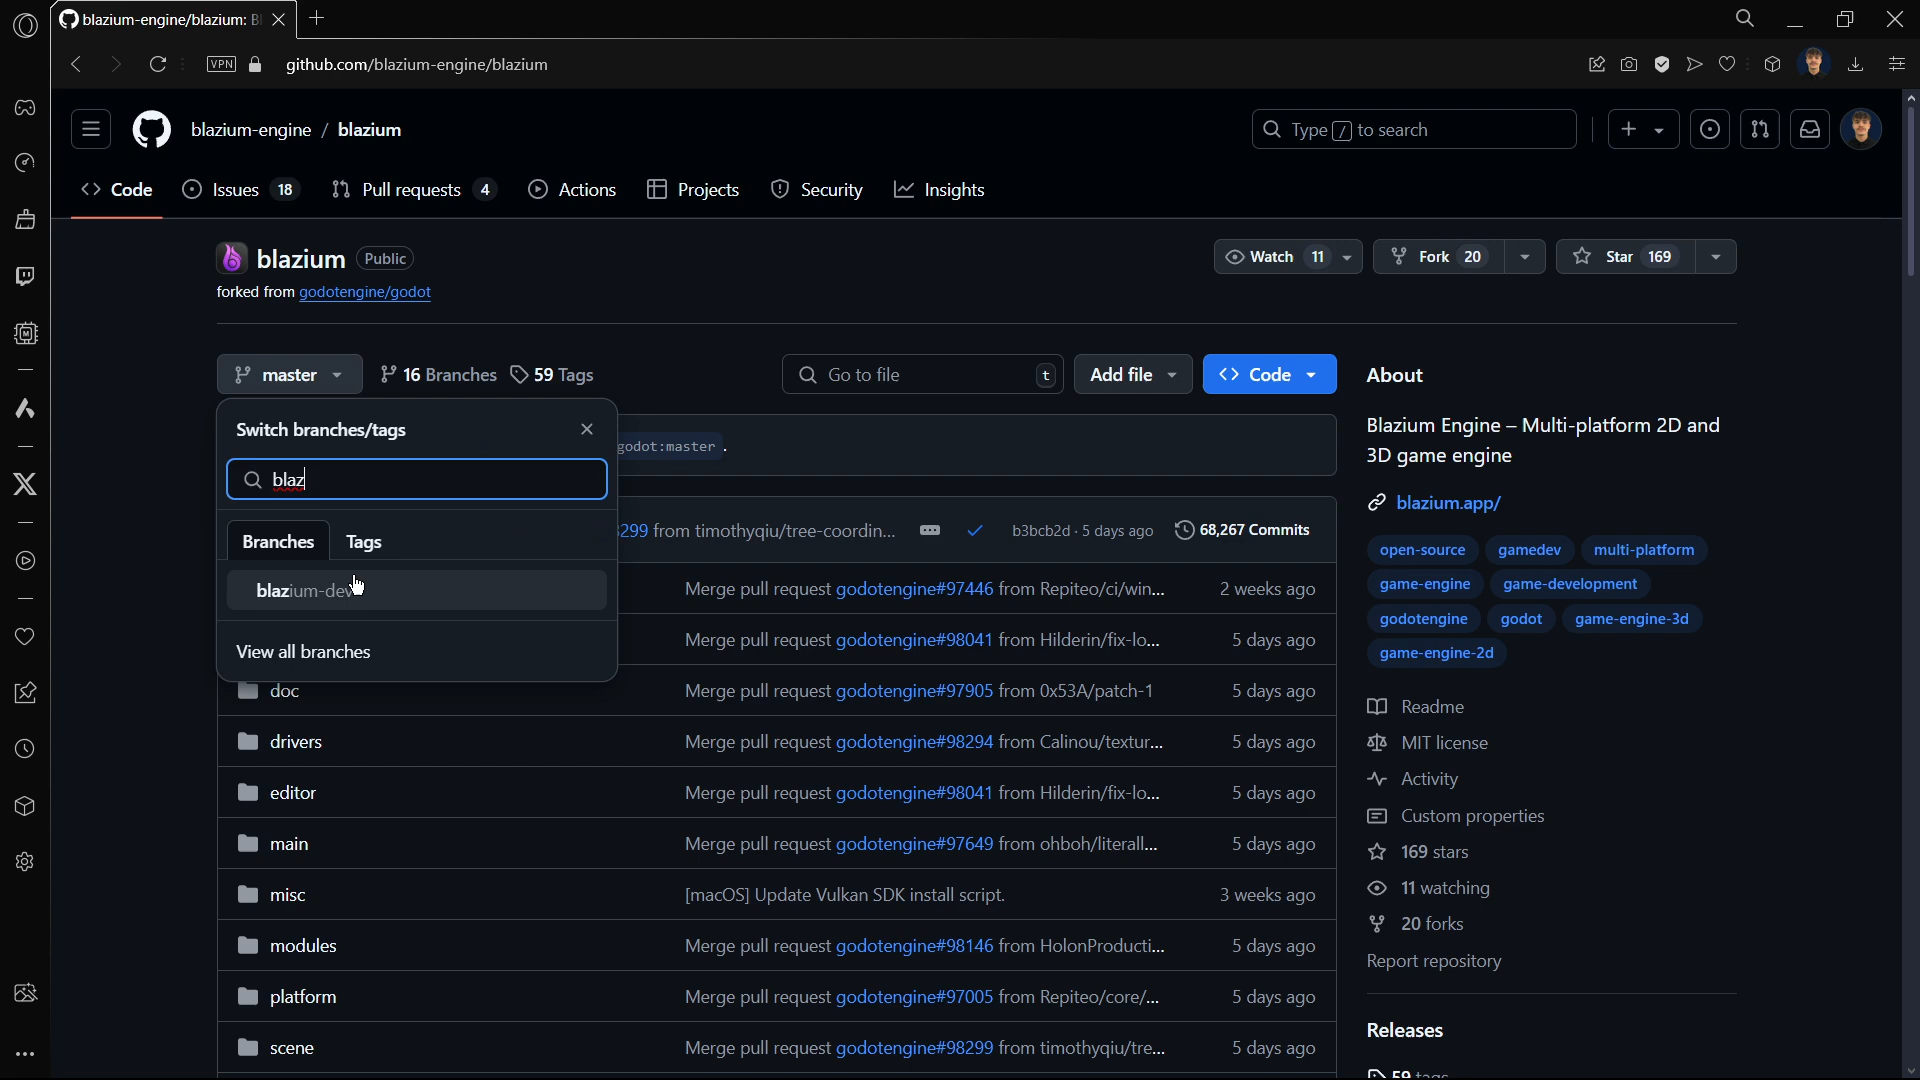 blazium-engine/blazium: B
VPN
github.com/blazium-engine/blazium
blazium-engine / blazium
Type / to search
Code
Issues 18
Pull requests 4
Actions
Projects
Security
Insights
blazium Public
Watch 11
Fork 20
Star 169
forked from godotengine/godot
master
16 Branches
59 Tags
Go to file t
Add file
Code
Switch branches/tags
blaz
Branches Tags
blazium-dev
View all branches
godot:master .
3299 from timothyqiu/tree-coordin... b3bcb2d · 5 days ago 68,267 Commits
Merge pull request godotengine#97446 from Repiteo/ci/win... 2 weeks ago
Merge pull request godotengine#98041 from Hilderin/fix-lo... 5 days ago
doc Merge pull request godotengine#97905 from 0x53A/patch-1 5 days ago
drivers Merge pull request godotengine#98294 from Calinou/textur... 5 days ago
editor Merge pull request godotengine#98041 from Hilderin/fix-lo... 5 days ago
main Merge pull request godotengine#97649 from ohboh/literall... 5 days ago
misc [macOS] Update Vulkan SDK install script. 3 weeks ago
modules Merge pull request godotengine#98146 from HolonProducti... 5 days ago
platform Merge pull request godotengine#97005 from Repiteo/core/... 5 days ago
scene Merge pull request godotengine#98299 from timothyqiu/tre... 5 days ago
About
Blazium Engine – Multi-platform 2D and
3D game engine
blazium.app/
open-source gamedev multi-platform
game-engine game-development
godotengine godot game-engine-3d
game-engine-2d
Readme
MIT license
Activity
Custom properties
169 stars
11 watching
20 forks
Report repository
Releases
59 tags